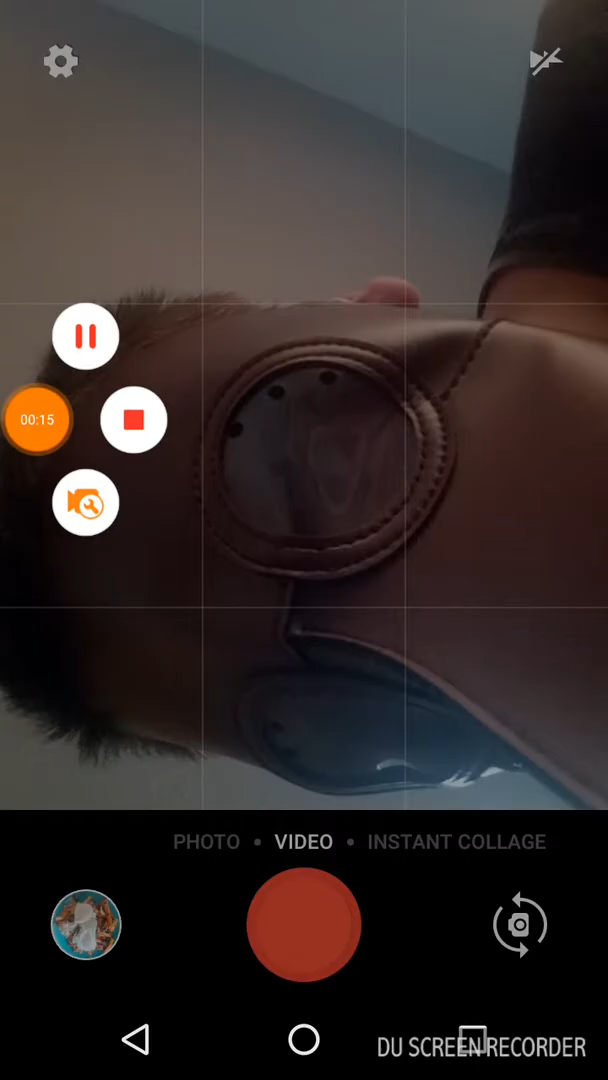 00:15
PHOTO • VIDEO • INSTANT COLLAGE
DU SCREEN RECORDER